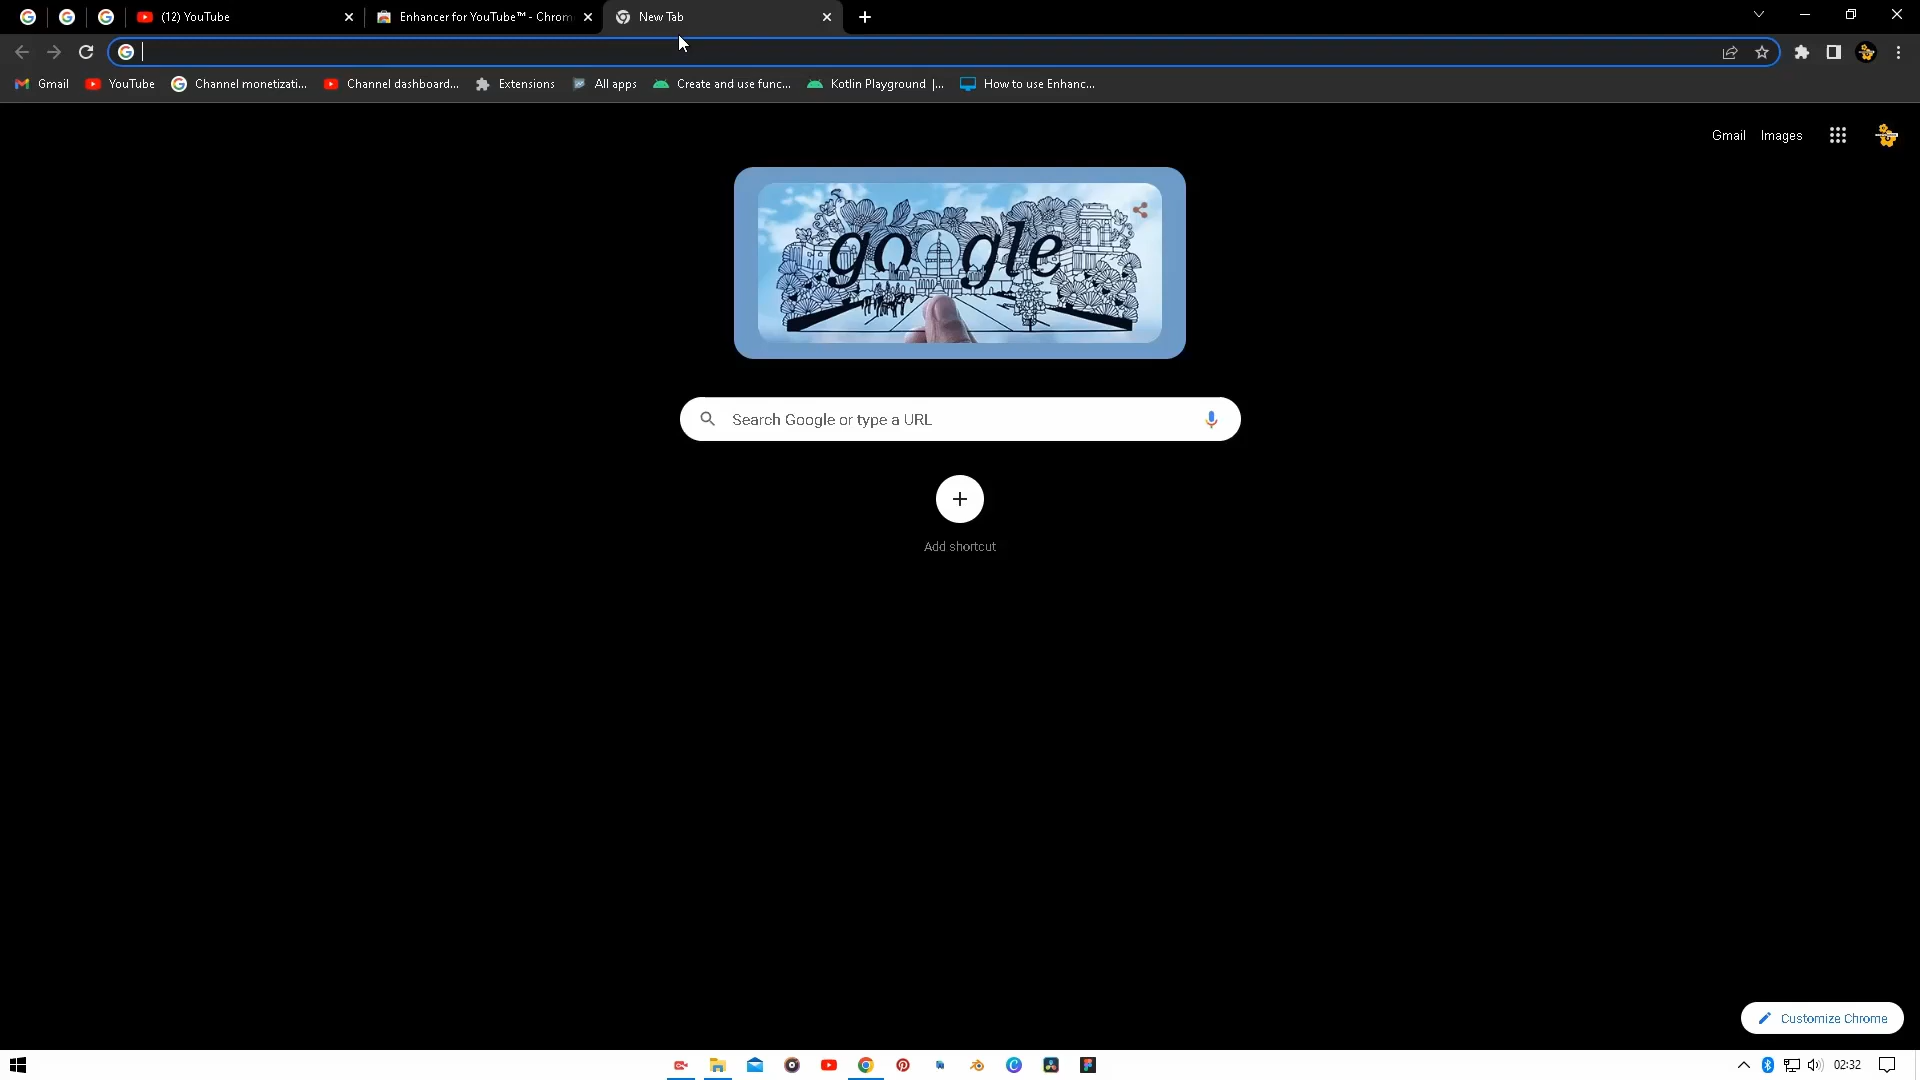 (12) YouTube
Enhancer for YouTube™ - Chrom
New Tab
Gmail
YouTube
Channel monetizati...
Channel dashboard...
Extensions
All apps
Create and use func...
Kotlin Playground |...
How to use Enhanc...
Gmail Images
google
Search Google or type a URL
Add shortcut
Customize Chrome
02:32